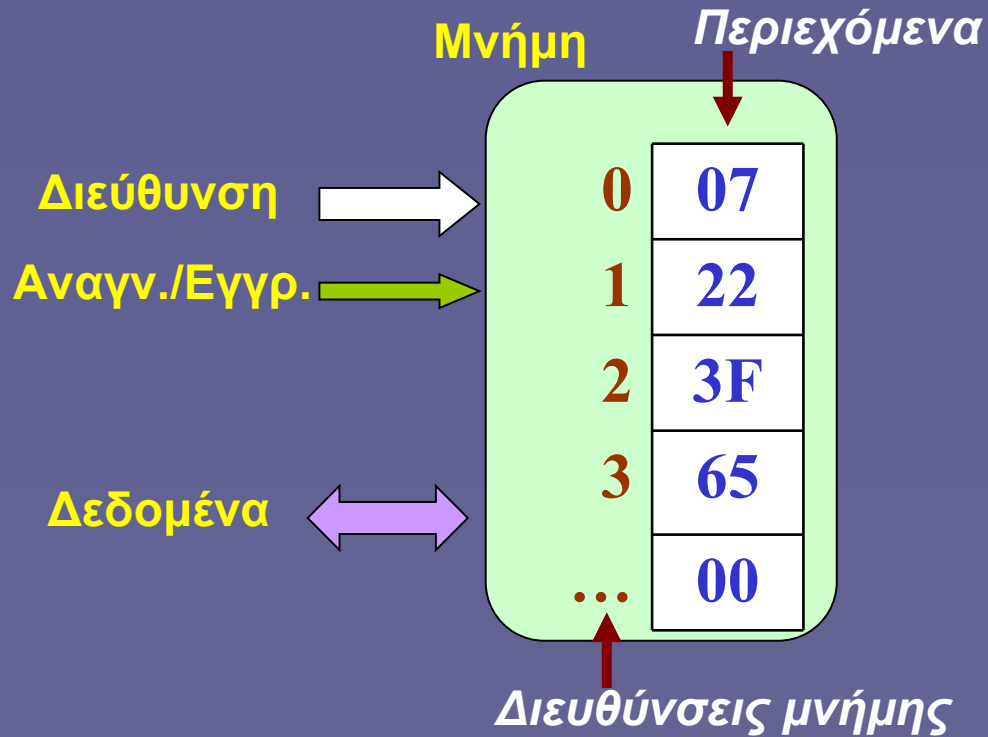 Μνήμη
Περιεχόμενα
Διεύθυνση
Αναγν./Εγγρ.
Δεδομένα
0 07
1 22
2 3F
3 65
... 00
Διευθύνσεις μνήμης